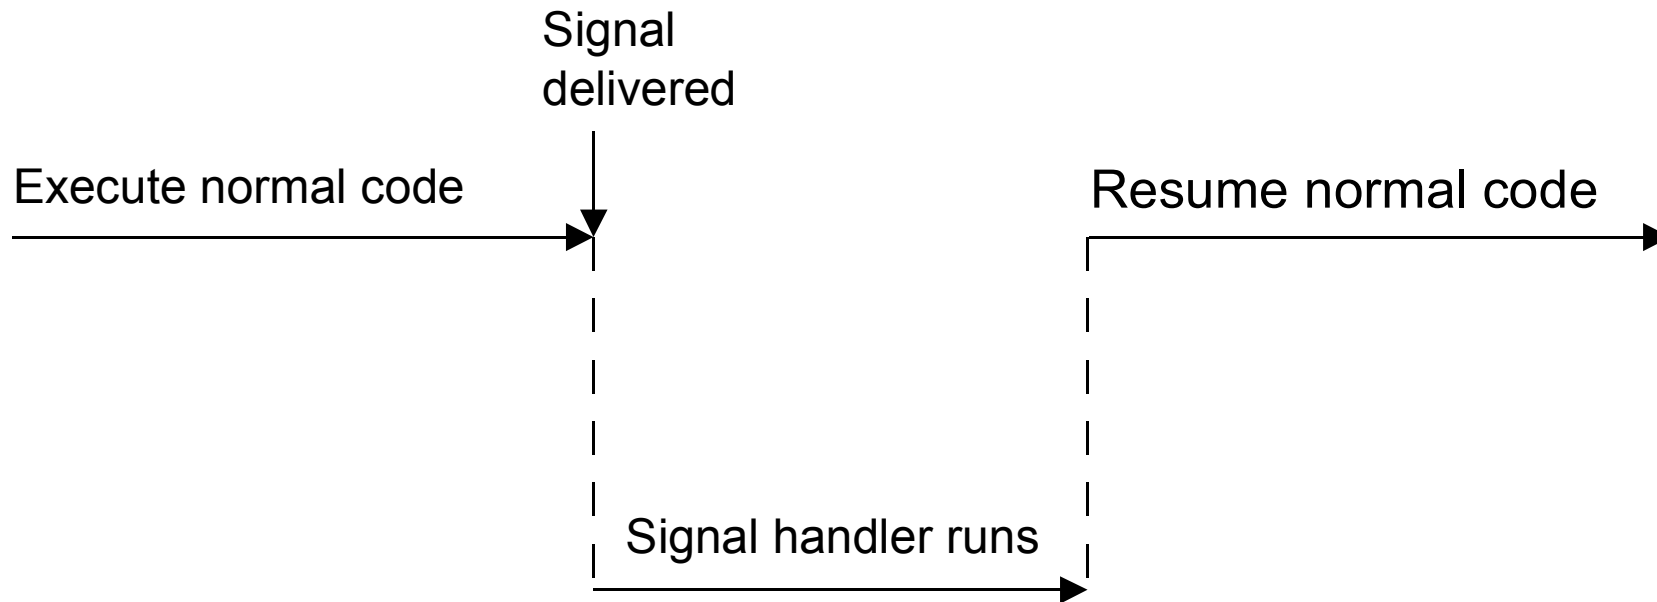 Signal
delivered
Execute normal code
Resume normal code
Signal handler runs